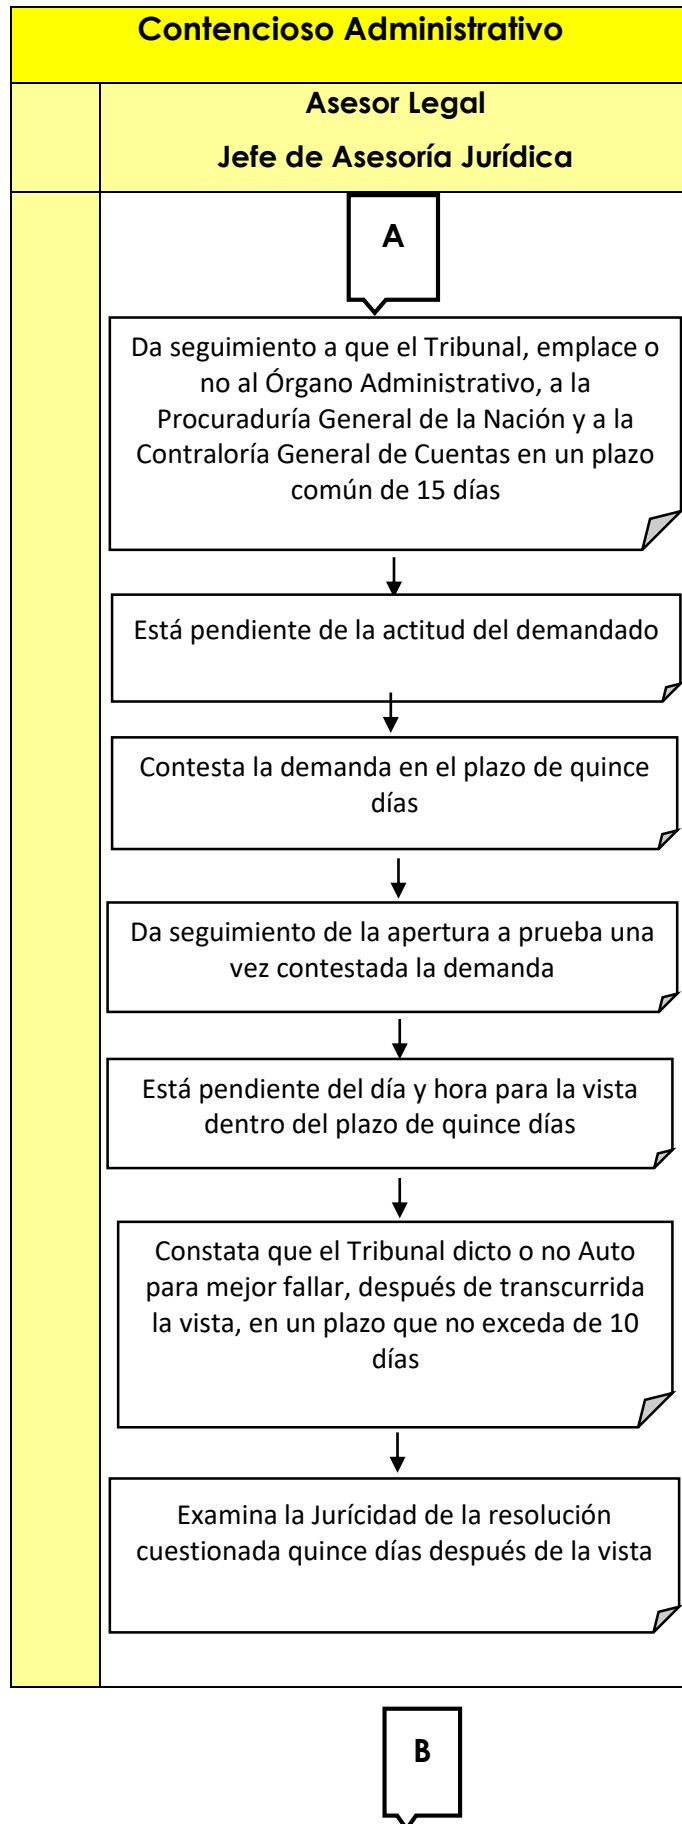 Contencioso Administrativo
Asesor Legal
Jefe de Asesoría Jurídica
A
Da seguimiento a que el Tribunal, emplace o
no al Órgano Administrativo, a la
Procuraduría General de la Nación y a la
Contraloría General de Cuentas en un plazo
común de 15 días
Está pendiente de la actitud del demandado
Contesta la demanda en el plazo de quince
días
Da seguimiento de la apertura a prueba una
vez contestada la demanda
Está pendiente del día y hora para la vista
dentro del plazo de quince días
Constata que el Tribunal dicto o no Auto
para mejor fallar, después de transcurrida
la vista, en un plazo que no exceda de 10
días
Examina la Jurícidad de la resolución
cuestionada quince días después de la vista
B